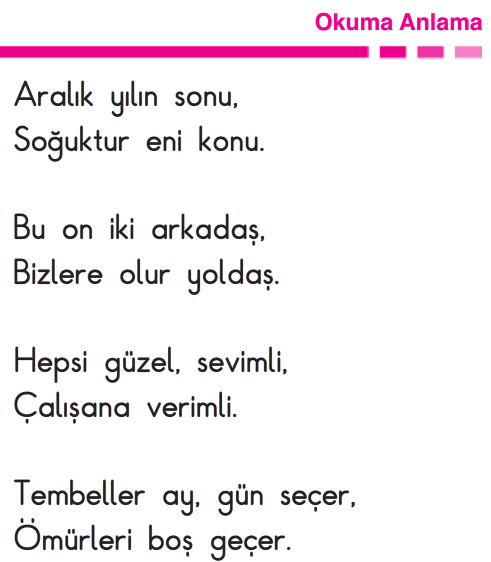 Okuma Anlama
Aralık yılın sonu,
Soğuktur eni konu.
Bu on iki arkadaş,
Bizlere olur yoldaş.
Hepsi güzel, sevimli,
Çalışana verimli.
Tembeller ay, gün seçer,
Ömürleri boş geçer.